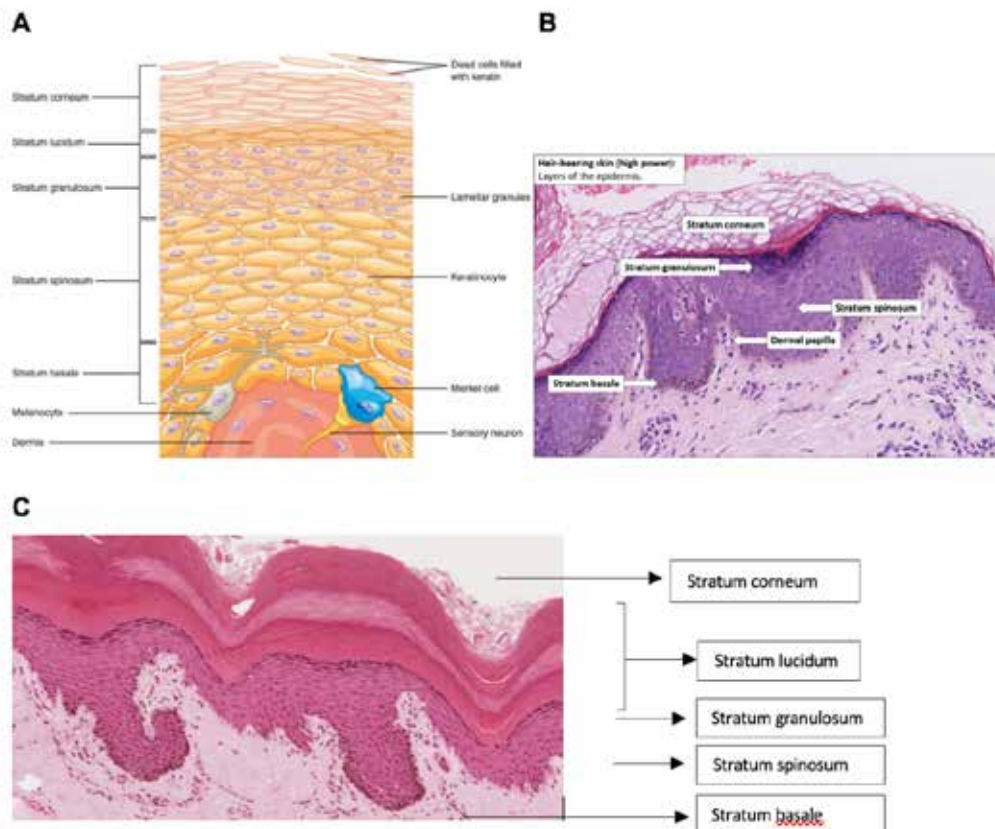 A
Dead cells filled
with keratin
Stratum corneum
Stratum lucidum
Stratum granulosum
Lamellar granules
Stratum spinosum
Keratinocyte
Stratum basale
Merkel cell
Melanocyte
Dermis
Sensory neuron
B
Hair-bearing skin (high power)
Layers of the epidermis.
Stratum corneum
Stratum granulosum
Stratum spinosum
Dermal papilla
Stratum basale
C
Stratum corneum
Stratum lucidum
Stratum granulosum
Stratum spinosum
Stratum basale